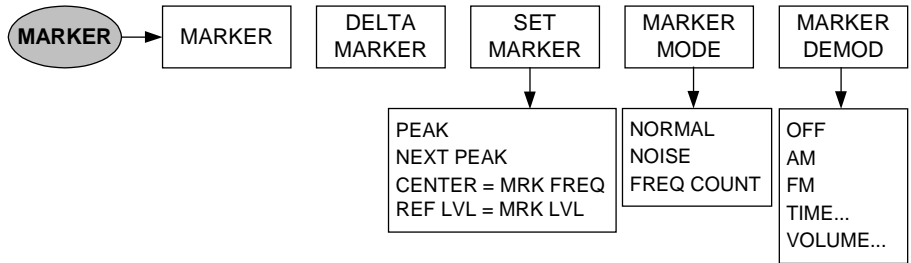 MARKER
MARKER
DELTA
MARKER
SET
MARKER
MARKER
MODE
MARKER
DEMOD
PEAK
NEXT PEAK
CENTER = MRK FREQ
REF LVL = MRK LVL
NORMAL
NOISE
FREQ COUNT
OFF
AM
FM
TIME...
VOLUME...